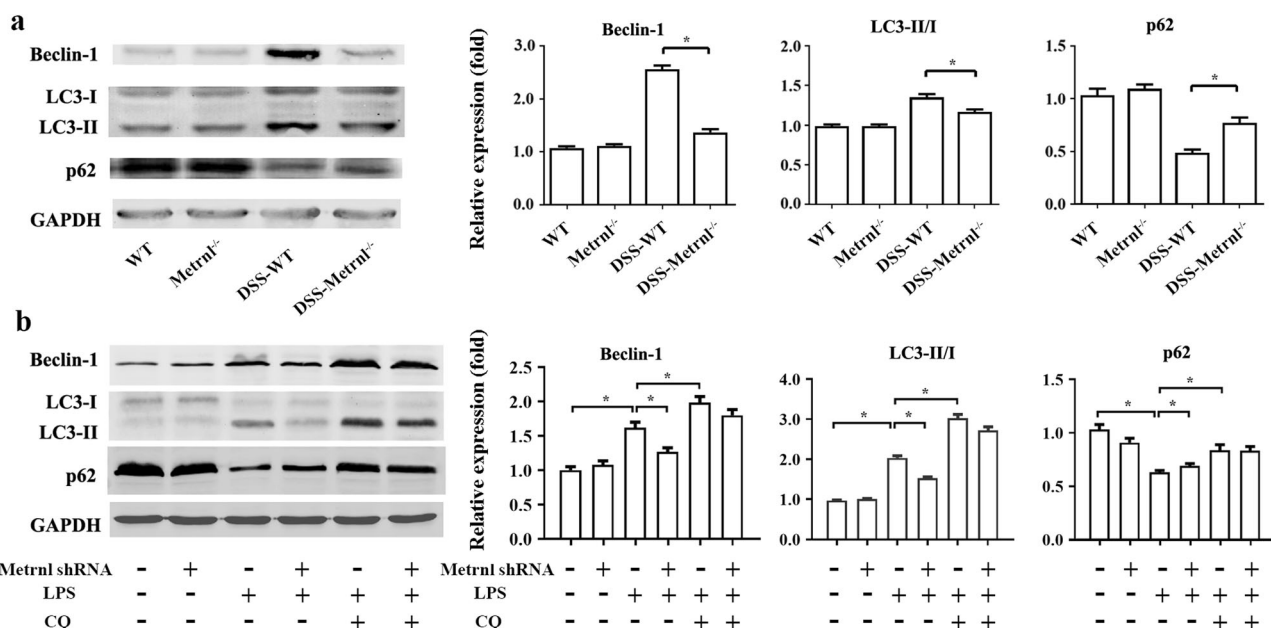 a
Beclin-1
LC3-I
LC3-II
p62
GAPDH
WT
Metrnl-/-
DSS-WT
DSS-Metrnl-/-
Relative expression (fold)
Beclin-1
3.0
2.0
1.0
0.0
WT
Metrnl-/-
DSS-WT
DSS-Metrnl-/-
*
LC3-II/I
2.0
1.5
1.0
0.5
0.0
WT
Metrnl-/-
DSS-WT
DSS-Metrnl-/-
*
p62
1.5
1.0
0.5
0.0
WT
Metrnl-/-
DSS-WT
DSS-Metrnl-/-
*
b
Beclin-1
LC3-I
LC3-II
p62
GAPDH
Metrnl shRNA - + - + - +
LPS - - + + + +
CQ - - - - + +
Relative expression (fold)
Beclin-1
2.5
2.0
1.5
1.0
0.5
0.0
* * *
LC3-II/I
4.0
3.0
2.0
1.0
0.0
* * *
p62
1.5
1.0
0.5
0.0
* * *
Metrnl shRNA - + - + - + - + - + - + - + - + - +
LPS - - + + + + - - + + + + - - + + + +
CQ - - - - + + - - - - + + - - - - + +